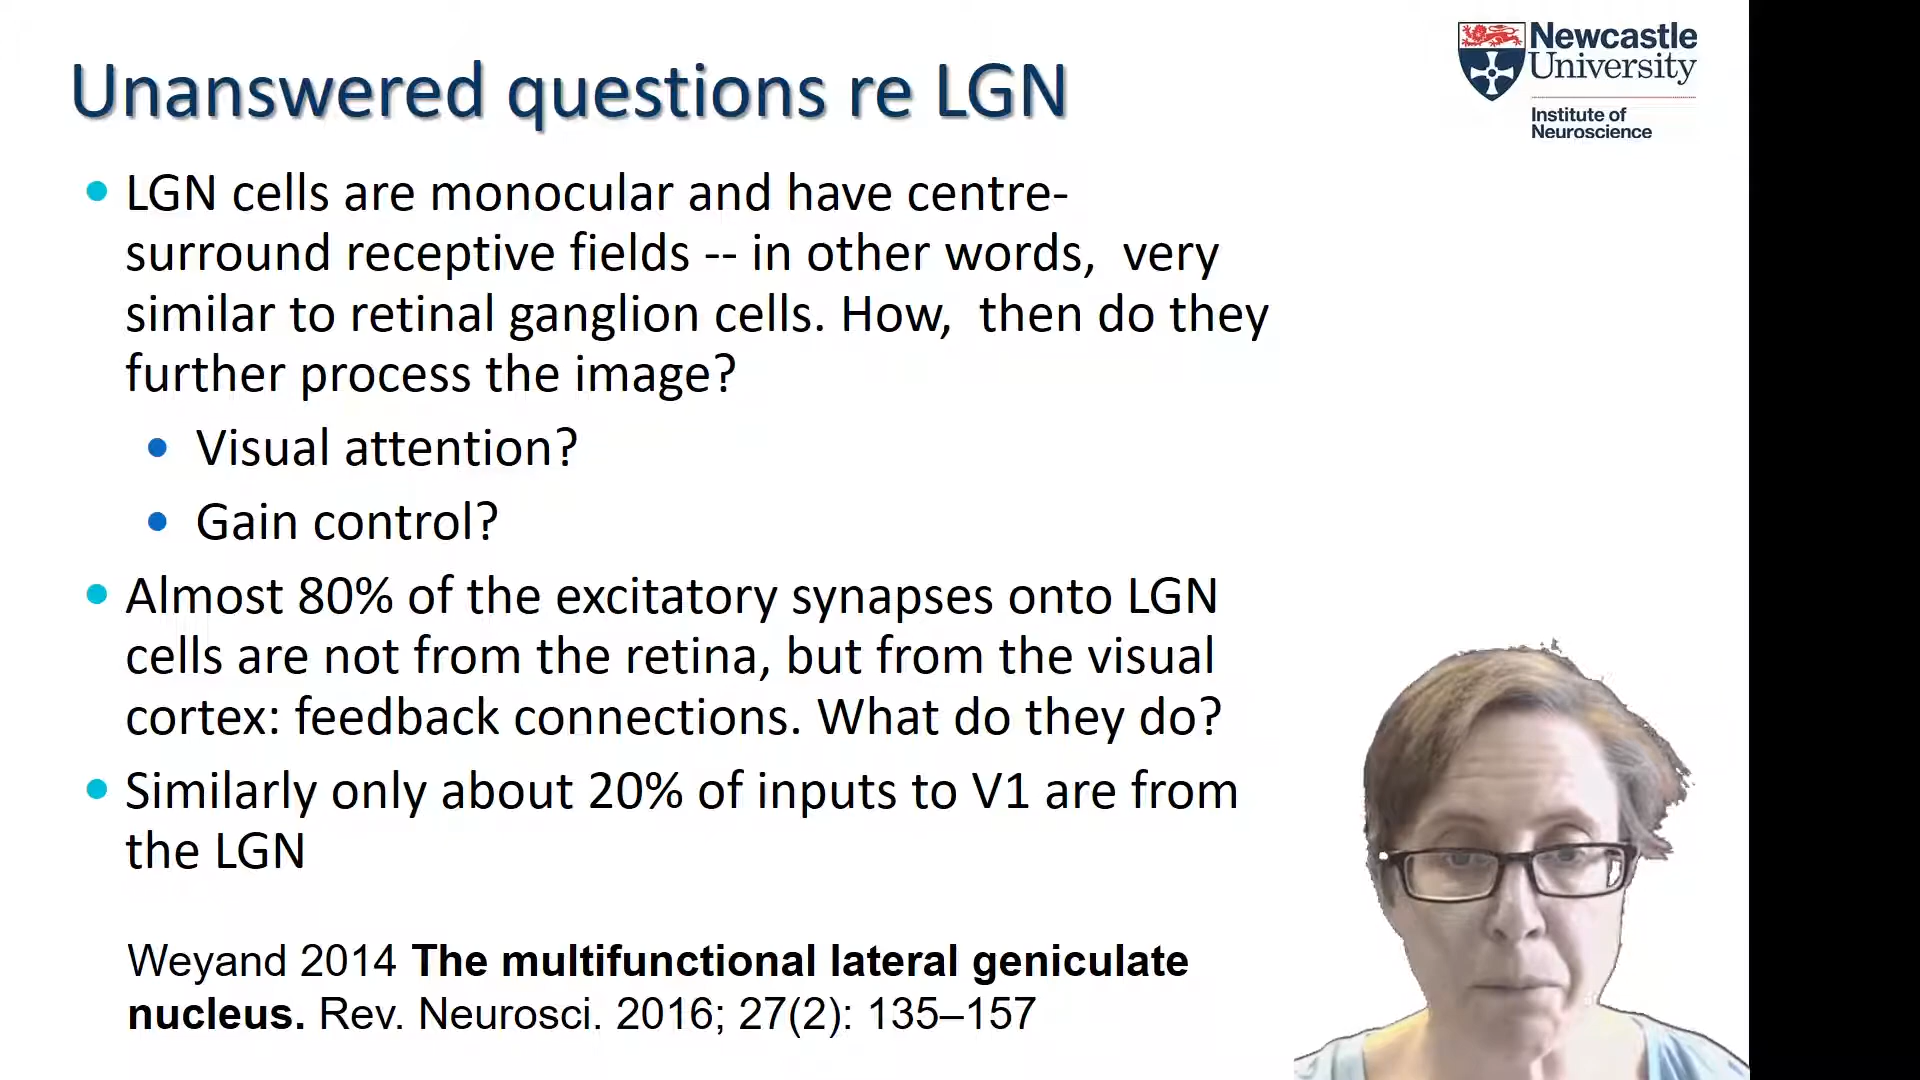 Unanswered questions re LGN
Newcastle
University
Institute of
Neuroscience
LGN cells are monocular and have centre-
surround receptive fields -- in other words, very
similar to retinal ganglion cells. How, then do they
further process the image?
Visual attention?
Gain control?
Almost 80% of the excitatory synapses onto LGN
cells are not from the retina, but from the visual
cortex: feedback connections. What do they do?
Similarly only about 20% of inputs to V1 are from
the LGN
Weyand 2014 The multifunctional lateral geniculate
nucleus. Rev. Neurosci. 2016; 27(2): 135–157